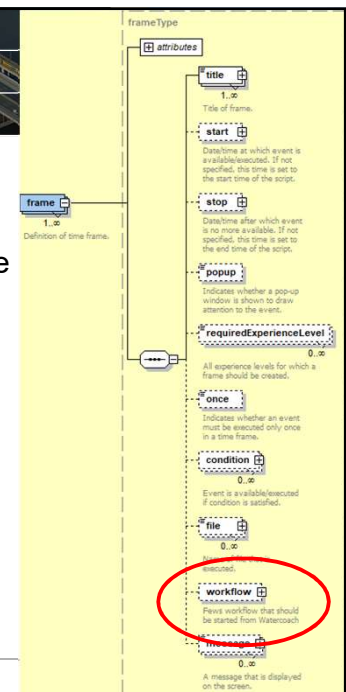 frameType
attributes
title
1..∞
Title of frame.
start
Date/time at which event is
available/executed. If not
specified, this time is set to
the start time of the script.
stop
Date/time after which event
is no more available. If not
specified, this time is set to
the end time of the script.
frame
1..∞
Definition of time frame.
e
popup
Indicates whether a pop-up
window is shown to draw
attention to the event.
requiredExperienceLevel
0..∞
All experience levels for which a
frame should be created.
once
Indicates whether an event
must be executed only once
in a time frame.
condition
0..∞
Event is available/executed
if condition is satisfied.
file
0..∞
executed.
workflow
Fews workflow that should
be started from Watercoach
message
0..∞
A message that is displayed
on the screen.